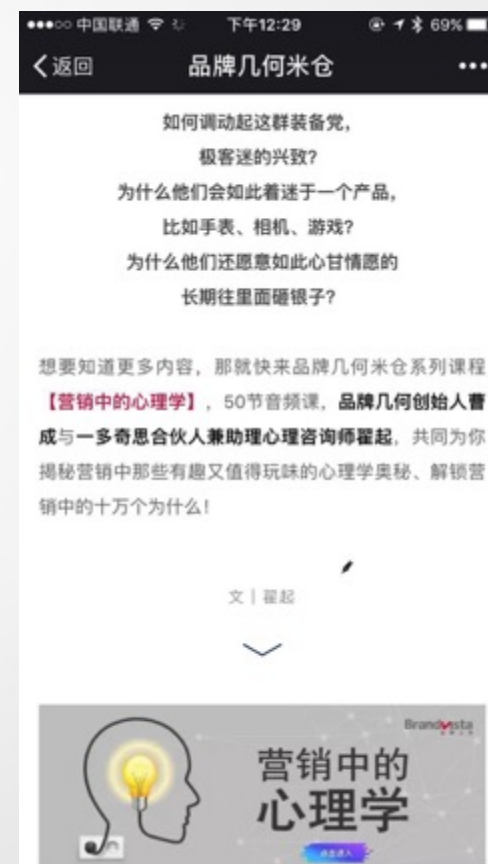 中国联通 下午12:29 69%
返回 品牌几何米仓
如何调动起这群装备党，
极客迷的兴致？
为什么他们会如此着迷于一个产品，
比如手表、相机、游戏？
为什么他们还愿意如此心甘情愿的
长期往里面砸银子？
想要知道更多内容，那就快来品牌几何米仓系列课程
【营销中的心理学】，50节音频课，品牌几何创始人曹
成与一多奇思合伙人兼助理心理咨询师翟起，共同为你
揭秘营销中那些有趣又值得玩味的心理学奥秘、解锁营
销中的十万个为什么！
文｜翟起
Brandvista
营销中的
心理学
点击进入